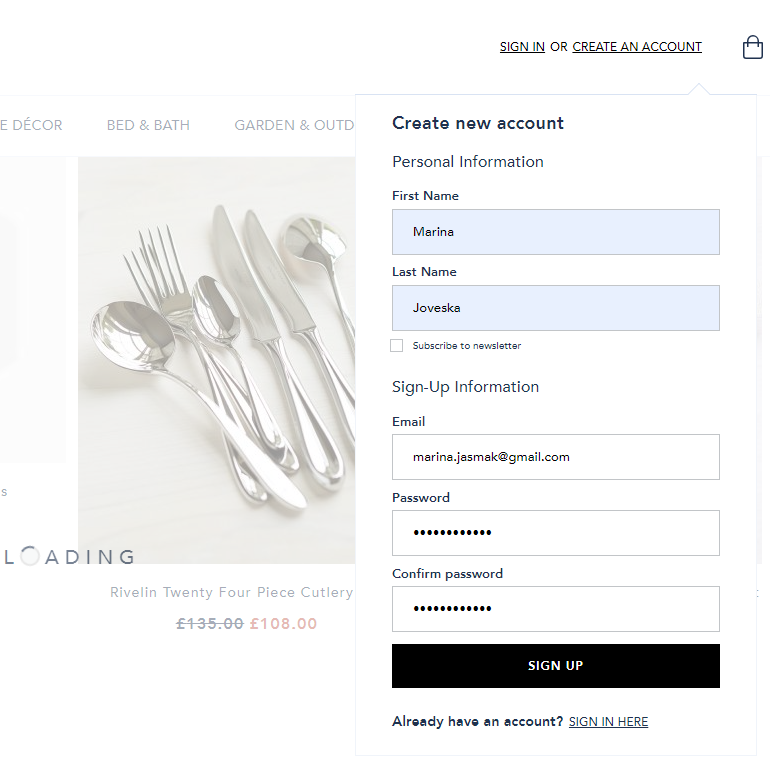 SIGN IN OR CREATE AN ACCOUNT
E DÉCOR BED & BATH GARDEN & OUTD
Create new account
Personal Information
First Name
Marina
Last Name
Joveska
Subscribe to newsletter
Sign-Up Information
Email
marina.jasmak@gmail.com
Password
••••••••••••
Confirm password
••••••••••••
SIGN UP
Already have an account? SIGN IN HERE
s
LOADING
Rivelin Twenty Four Piece Cutlery
£135.00 £108.00